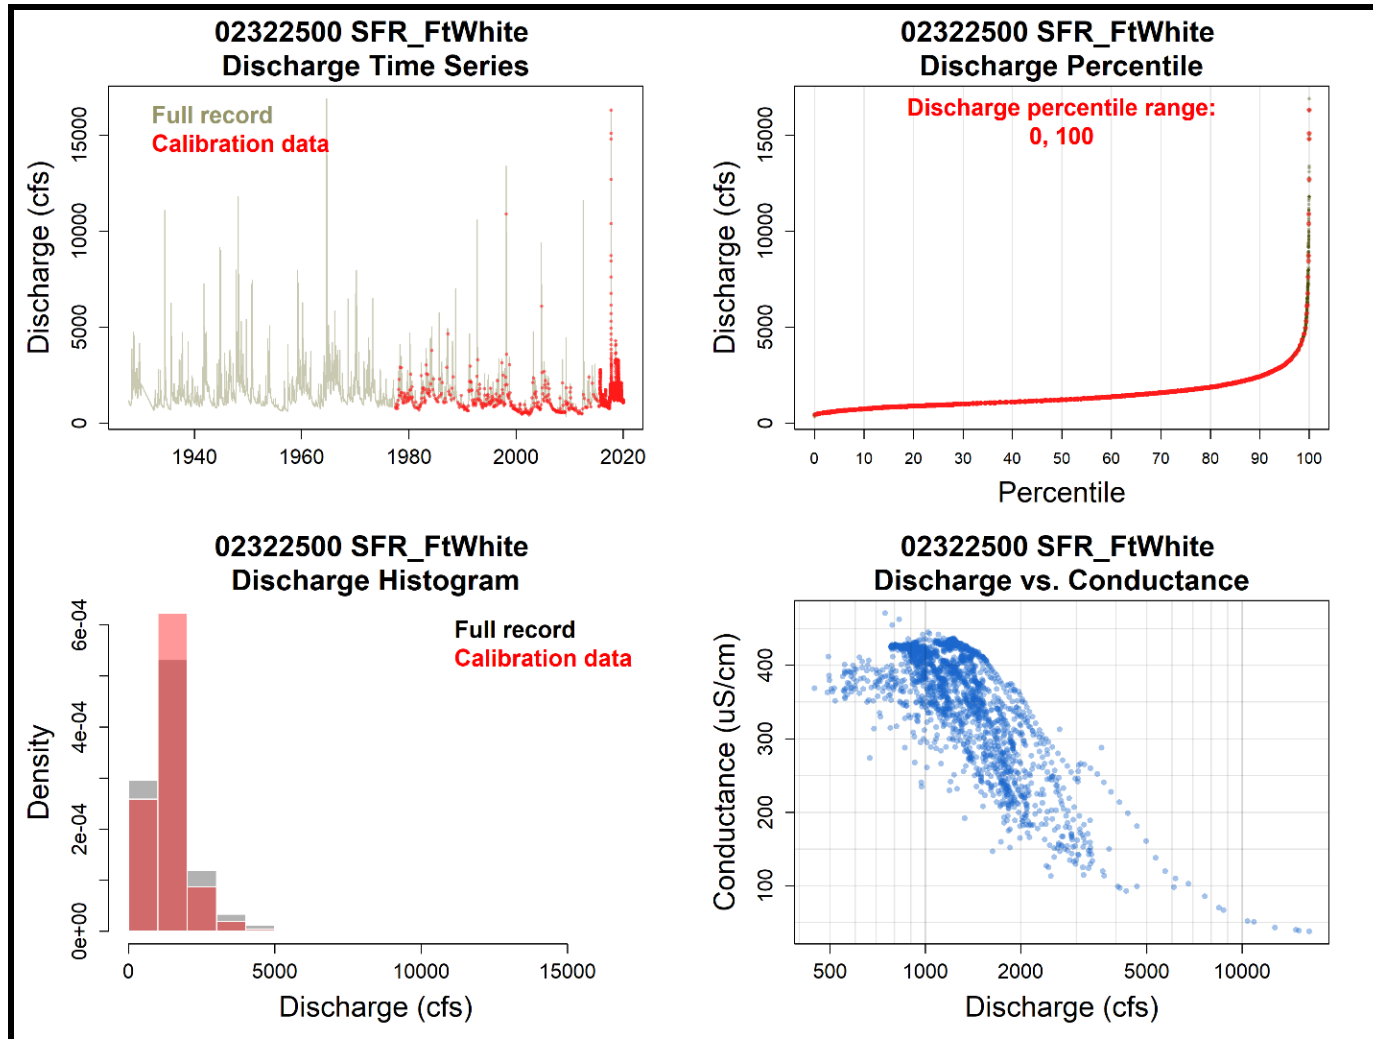 02322500 SFR_FtWhite
Discharge Time Series
Full record
Calibration data
Discharge (cfs)
0
5000
10000
15000
1940
1960
1980
2000
2020
02322500 SFR_FtWhite
Discharge Percentile
Discharge percentile range:
0, 100
Discharge (cfs)
0
5000
10000
15000
0
10
20
30
40
50
60
70
80
90
100
Percentile
02322500 SFR_FtWhite
Discharge Histogram
Full record
Calibration data
Density
0e+00
2e-04
4e-04
6e-04
0
5000
10000
15000
Discharge (cfs)
02322500 SFR_FtWhite
Discharge vs. Conductance
Conductance (uS/cm)
100
200
300
400
500
1000
2000
5000
10000
Discharge (cfs)